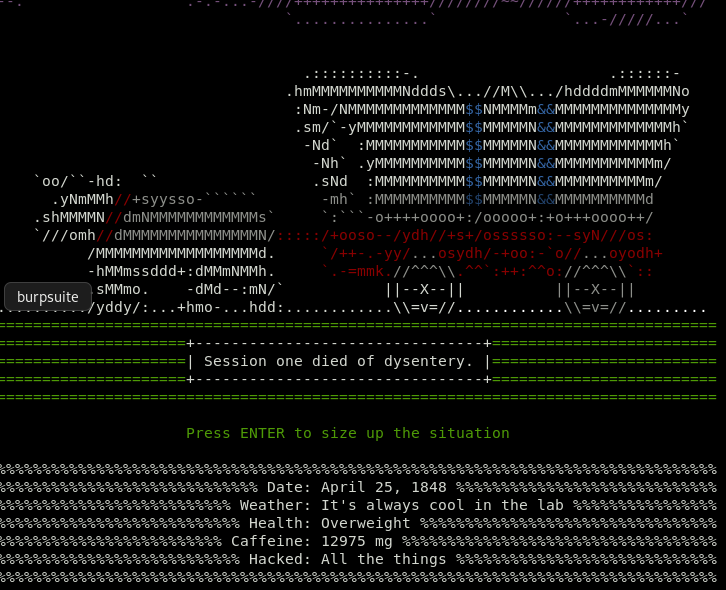 burpsuite
Session one died of dysentery.
Press ENTER to size up the situation
Date: April 25, 1848
Weather: It's always cool in the lab
Health: Overweight
Caffeine: 12975 mg
Hacked: All the things